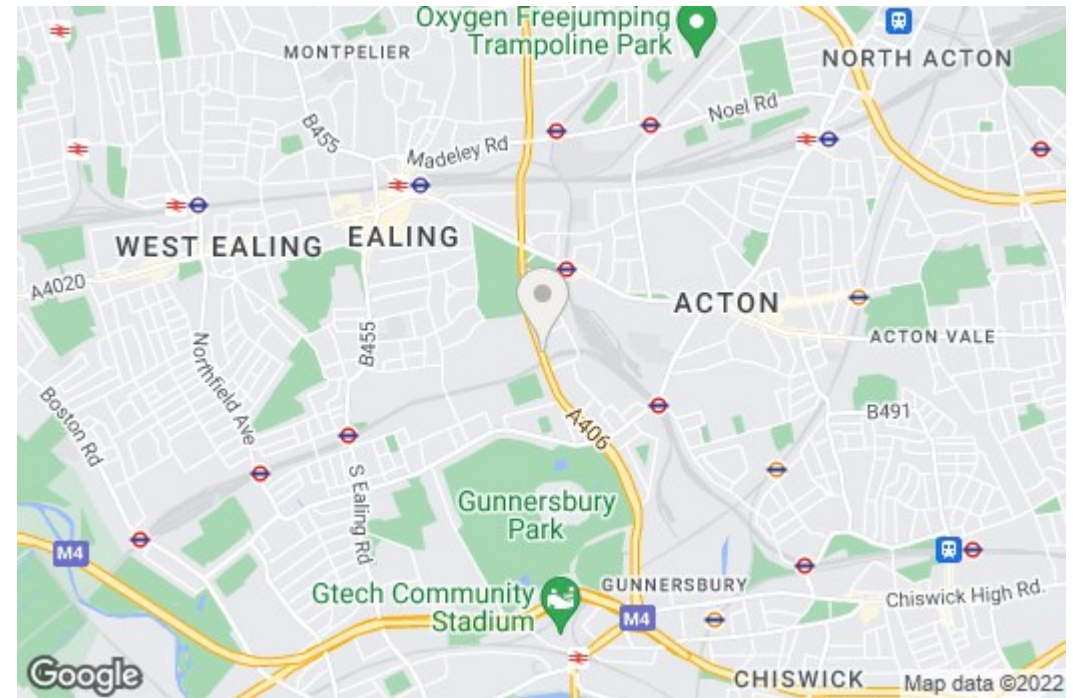 Oxygen Freejumping
Trampoline Park
MONTPELIER
NORTH ACTON
Noel Rd
B455
Madeley Rd
WEST EALING
EALING
A4020
ACTON
B455
ACTON VALE
Northfield Ave
Boston Rd
A406
B491
S Ealing Rd
Gunnersbury
Park
M4
Gtech Community
Stadium
GUNNERSBURY
Chiswick High Rd.
M4
CHISWICK
Google
Map data ©2022